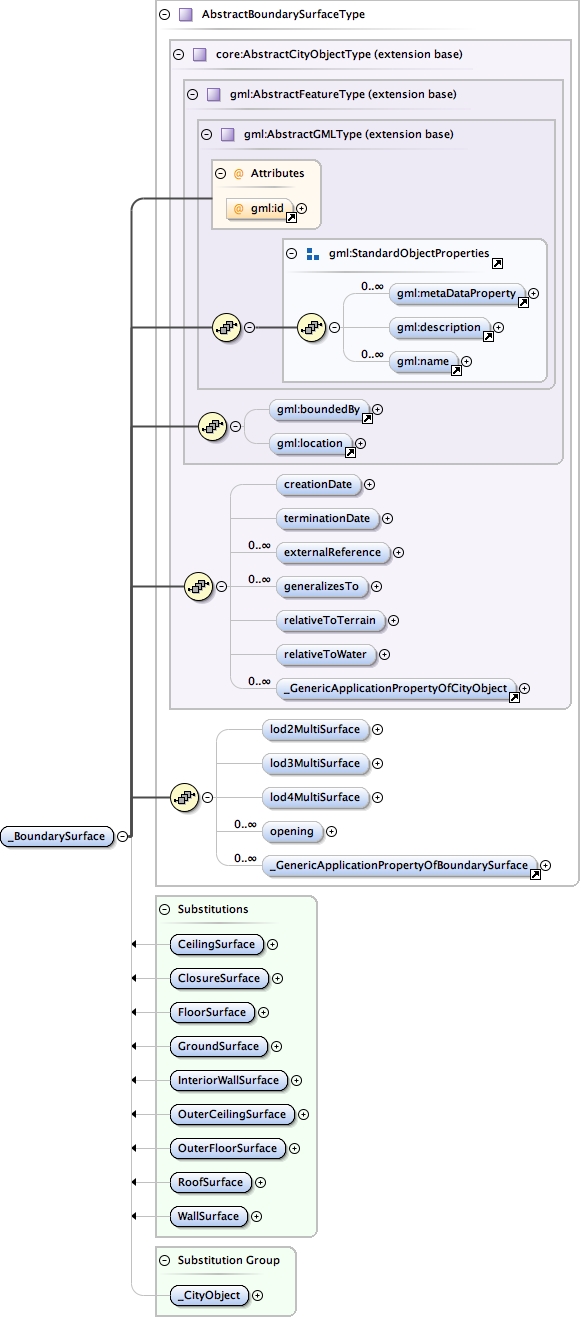 AbstractBoundarySurfaceType
core:AbstractCityObjectType (extension base)
gml:AbstractFeatureType (extension base)
gml:AbstractGMLType (extension base)
@ Attributes
@ gml:id
gml:StandardObjectProperties
0..∞ gml:metaDataProperty
gml:description
0..∞ gml:name
gml:boundedBy
gml:location
creationDate
terminationDate
0..∞ externalReference
0..∞ generalizesTo
relativeToTerrain
relativeToWater
0..∞ _GenericApplicationPropertyOfCityObject
lod2MultiSurface
lod3MultiSurface
lod4MultiSurface
0..∞ opening
_BoundarySurface
0..∞ _GenericApplicationPropertyOfBoundarySurface
Substitutions
CeilingSurface
ClosureSurface
FloorSurface
GroundSurface
InteriorWallSurface
OuterCeilingSurface
OuterFloorSurface
RoofSurface
WallSurface
Substitution Group
_CityObject